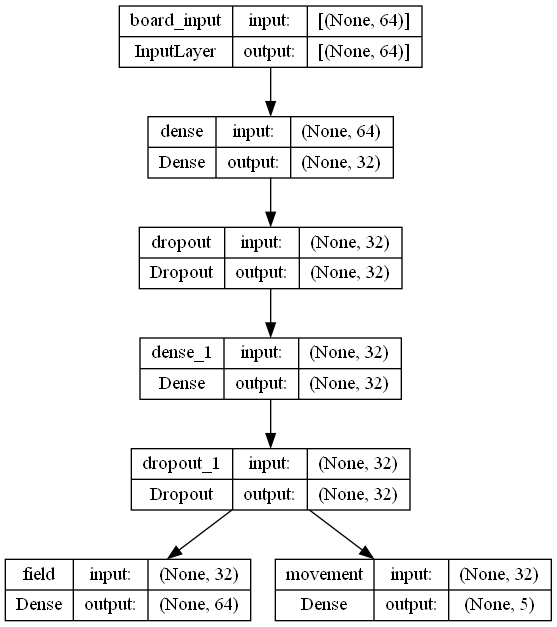 board_input input: [(None, 64)]
InputLayer output: [(None, 64)]
dense input: (None, 64)
Dense output: (None, 32)
dropout input: (None, 32)
Dropout output: (None, 32)
dense_1 input: (None, 32)
Dense output: (None, 32)
dropout_1 input: (None, 32)
Dropout output: (None, 32)
field input: (None, 32)
Dense output: (None, 64)
movement input: (None, 32)
Dense output: (None, 5)